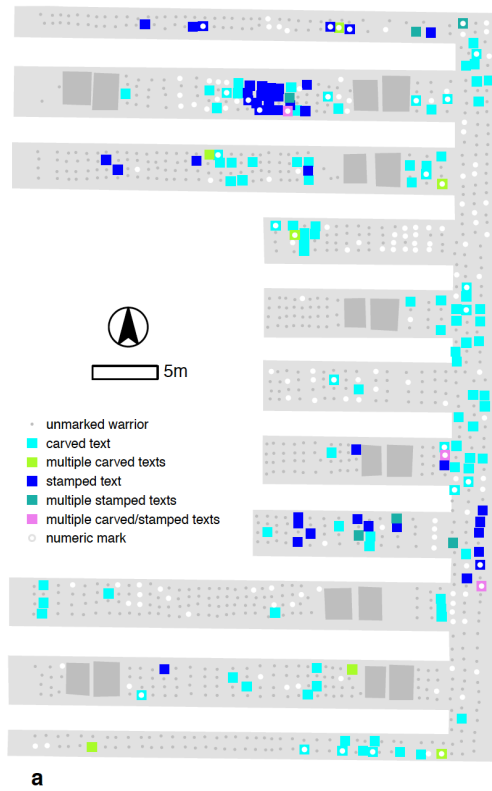 5m
unmarked warrior
carved text
multiple carved texts
stamped text
multiple stamped texts
multiple carved/stamped texts
numeric mark
a